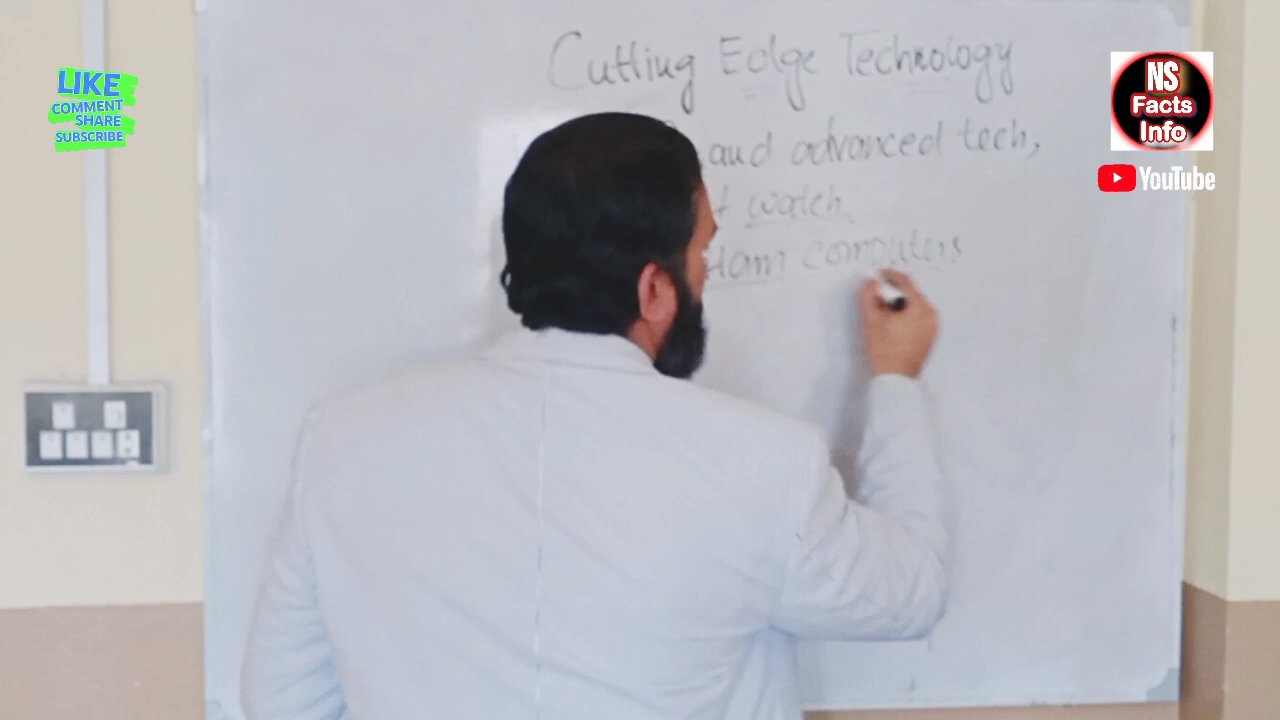 Cutting Edge Technology
and advanced tech,
watch
computers
LIKE
COMMENT
SHARE
SUBSCRIBE
NS
Facts
Info
YouTube